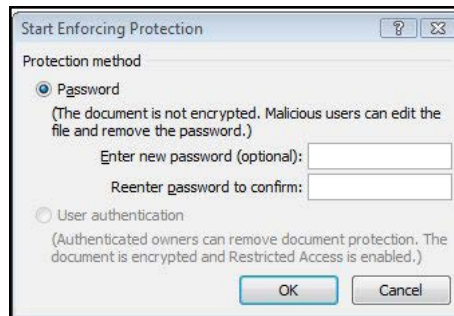 Start Enforcing Protection
Protection method
Password
(The document is not encrypted. Malicious users can edit the
file and remove the password.)
Enter new password (optional):
Reenter password to confirm:
User authentication
(Authenticated owners can remove document protection. The
document is encrypted and Restricted Access is enabled.)
OK Cancel